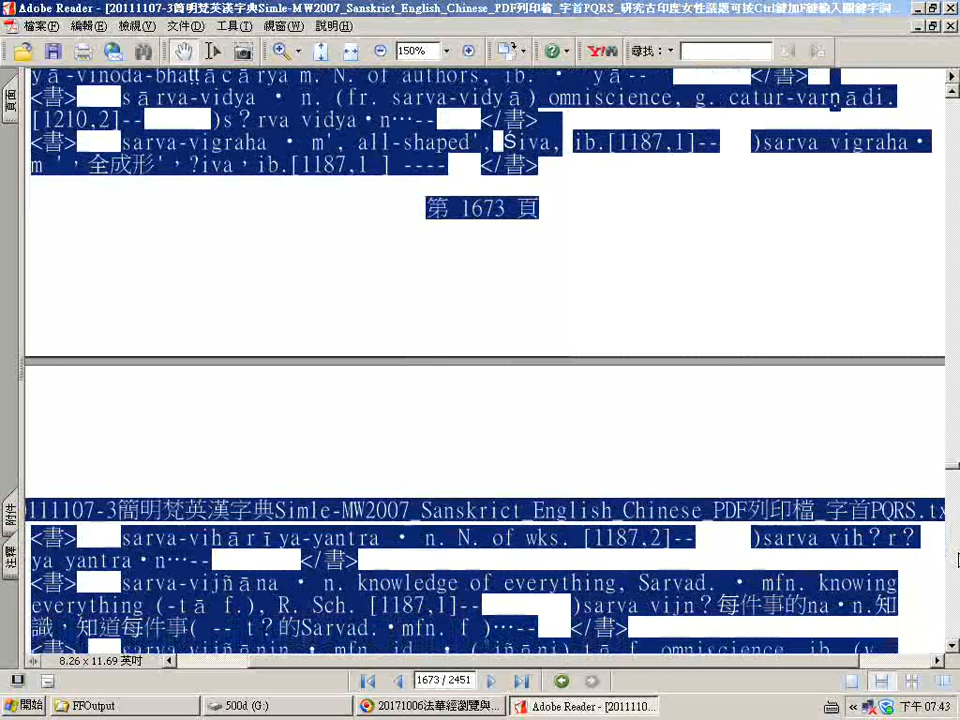 Adobe Reader - [20111107-3簡明梵英漢字典Simle-MW2007_Sanskrict_English_Chinese_PDF列印檔_字首PQRS_研究古印度女性議題可按Ctrl鍵加F鍵輸入關鍵字詞
檔案(F) 編輯(E) 檢視(V) 文件(D) 工具(T) 視窗(W) 說明(H)
150% Y! 尋找:
頁面
yā-vinoda-bhaṭṭācārya m. N. of authors, ib. • yā-- </書>
<書> sārva-vidya • n. (fr. sarva-vidyā) omniscience, g. catur-varṇādi.
[1210,2]-- )s?rva vidya•n…-- </書>
<書> sarva-vigraha • m', all-shaped', Śiva, ib.[1187,1]-- )sarva vigraha•
m '，全成形'，?iva，ib.[1187,1 ] ---- </書>
第 1673 頁
111107-3簡明梵英漢字典Simle-MW2007_Sanskrict_English_Chinese_PDF列印檔_字首PQRS.tx
<書> sarva-vihārīya-yantra • n. N. of wks. [1187,2]-- )sarva vih?r?
ya yantra•n…-- </書>
<書> sarva-vijñāna • n. knowledge of everything, Sarvad. • mfn. knowing
everything (-tā f.), R. Sch. [1187,1]-- )sarva vijn?每件事的na•n.知
識，知道每件事( -- t?的Sarvad.•mfn. f )…-- </書>
<書> sarva-vijñānin • mfn. id. • (jñāni)-tā f. omniscience, ib. (v.
附件
注釋
8.26 x 11.69 英吋
1673 / 2451
開始 FFOutput 500d (G:) 20171006法華經瀏覽與... Adobe Reader - [2011110... 下午 07:43